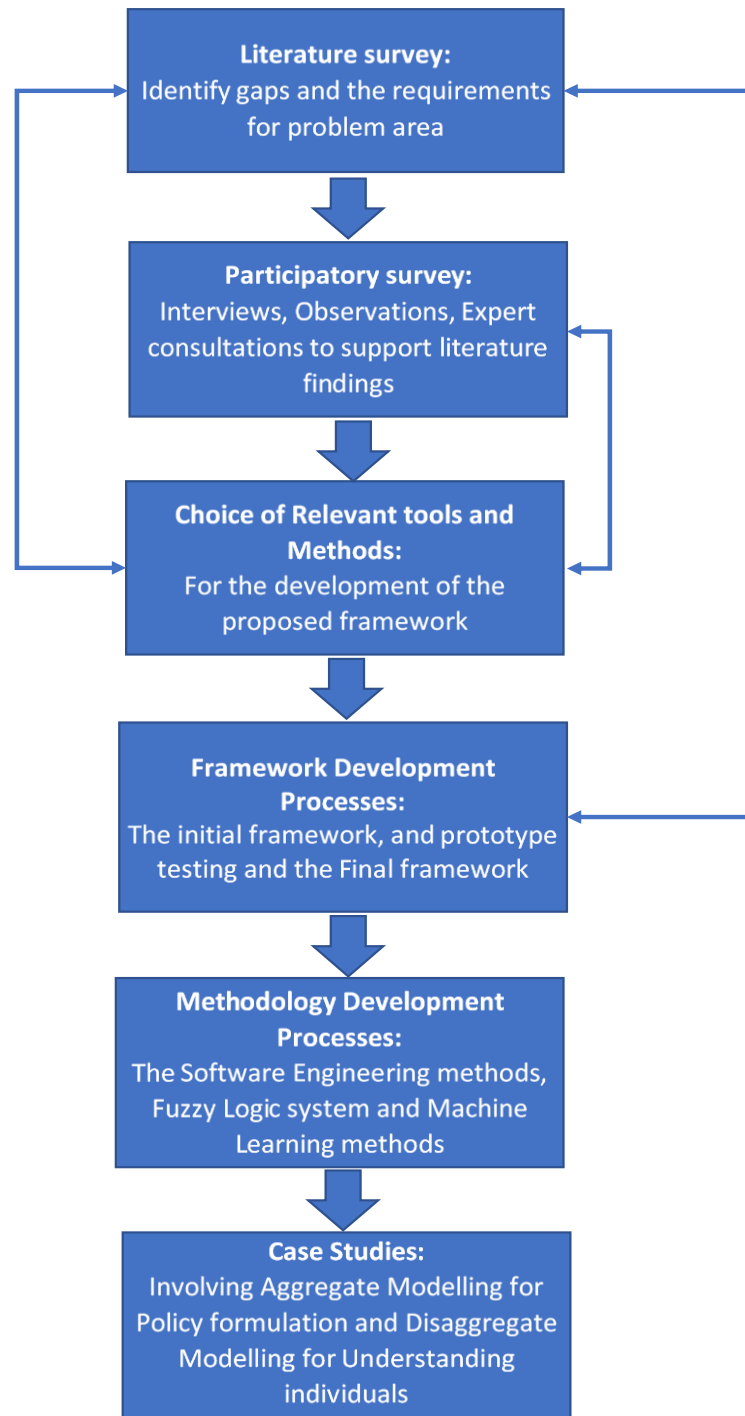 Literature survey:
Identify gaps and the requirements
for problem area
Participatory survey:
Interviews, Observations, Expert
consultations to support literature
findings
Choice of Relevant tools and
Methods:
For the development of the
proposed framework
Framework Development
Processes:
The initial framework, and prototype
testing and the Final framework
Methodology Development
Processes:
The Software Engineering methods,
Fuzzy Logic system and Machine
Learning methods
Case Studies:
Involving Aggregate Modelling for
Policy formulation and Disaggregate
Modelling for Understanding
individuals